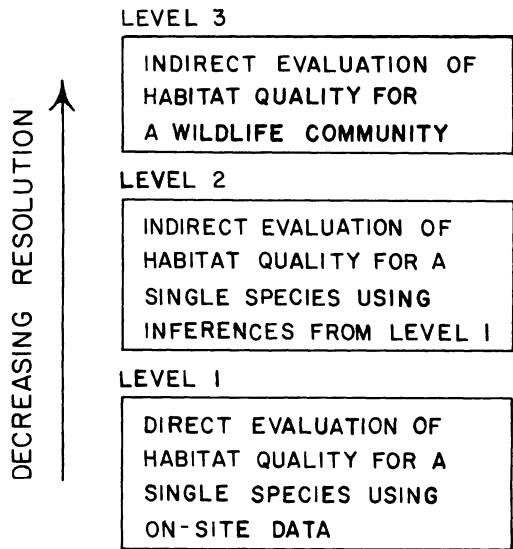 LEVEL 3
INDIRECT EVALUATION OF
HABITAT QUALITY FOR
A WILDLIFE COMMUNITY
LEVEL 2
INDIRECT EVALUATION OF
HABITAT QUALITY FOR A
SINGLE SPECIES USING
INFERENCES FROM LEVEL 1
LEVEL 1
DIRECT EVALUATION OF
HABITAT QUALITY FOR A
SINGLE SPECIES USING
ON-SITE DATA
DECREASING RESOLUTION